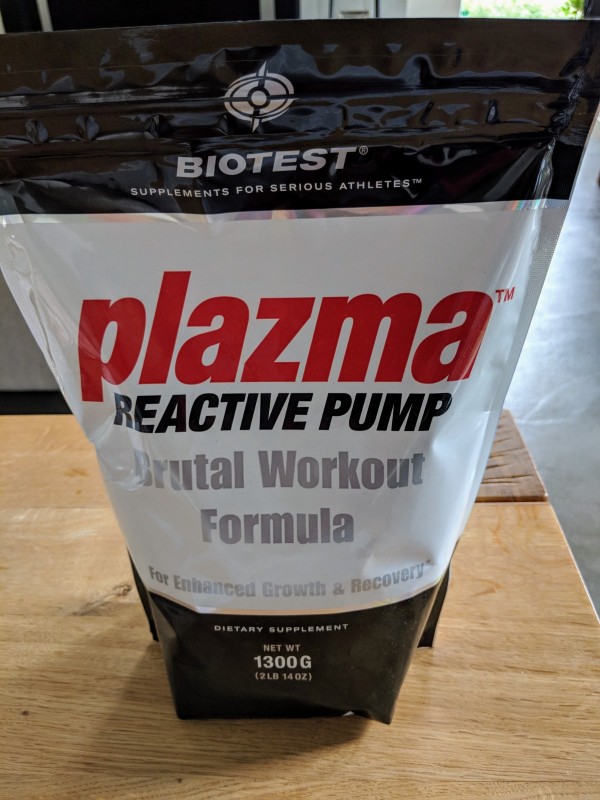 BIOTEST®
SUPPLEMENTS FOR SERIOUS ATHLETES™
plazma™
REACTIVE PUMP
Brutal Workout
Formula
For Enhanced Growth & Recovery*
DIETARY SUPPLEMENT
NET WT
1300G
(2LB 14OZ)